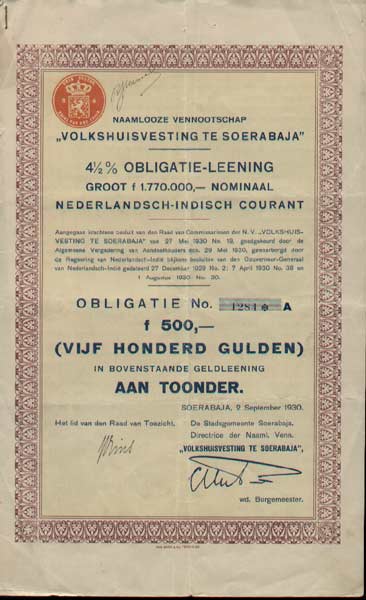 NAAMLOOZE VENNOOTSCHAP
„VOLKSHUISVESTING TE SOERABAJA”
4½% OBLIGATIE-LEENING
GROOT f 1.770.000,— NOMINAAL
NEDERLANDSCH-INDISCH COURANT
Aangegaan krachtens besluit van den Raad van Commissarissen der N. V. „VOLKSHUIS-
VESTING TE SOERABAJA” van 27 Mei 1930 No. 19, goedgekeurd door de
Algemeene Vergadering van Aandeelhouders dos. 29 Mei 1930, gewaarborgd door
de Regeering van Nederlandsch-Indië blijkens besluiten van den Gouverneur-Generaal
van Nederlandsch-Indië gedateerd 27 December 1929 No. 2; 7 April 1930 No. 38 en
1 Augustus 1930 No. 30.
OBLIGATIE No. 1281 A
f 500,—
(VIJF HONDERD GULDEN)
IN BOVENSTAANDE GELDLEENING
AAN TOONDER.
SOERABAJA, 2 September 1930.
Het lid van den Raad van Toezicht.
De Stadsgemeente Soerabaja.
Directrice der Naaml. Venn.
„VOLKSHUISVESTING TE SOERABAJA”,
wd. Burgemeester.